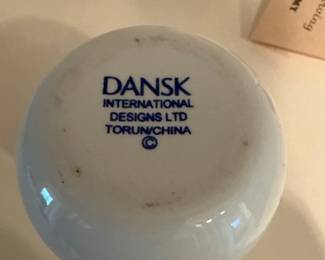 DANSK
INTERNATIONAL
DESIGNS LTD
TORUN/CHINA
©